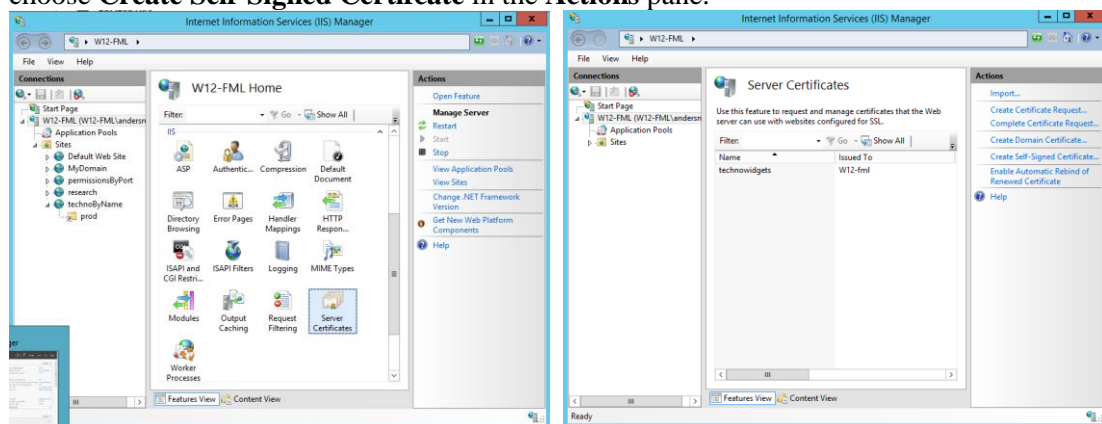 choose Create Self-Signed Certificate in the Actions pane.
Internet Information Services (IIS) Manager
W12-FML
File View Help
Connections
Start Page
W12-FML (W12-FML\andersn
Application Pools
Sites
Default Web Site
MyDomain
permissionsByPort
research
technoByName
prod
W12-FML Home
Filter: Go Show All
IIS
ASP
Authentic...
Compression
Default Document
Directory Browsing
Error Pages
Handler Mappings
HTTP Respon...
ISAPI and CGI Restri...
ISAPI Filters
Logging
MIME Types
Modules
Output Caching
Request Filtering
Server Certificates
Worker Processes
Features View Content View
Actions
Open Feature
Manage Server
Restart
Start
Stop
View Application Pools
View Sites
Change .NET Framework Version
Get New Web Platform Components
Help
Internet Information Services (IIS) Manager
W12-FML
File View Help
Connections
Start Page
W12-FML (W12-FML\andersn
Application Pools
Sites
Server Certificates
Use this feature to request and manage certificates that the Web
server can use with websites configured for SSL.
Filter: Go Show All
Name Issued To
technowidgets W12-fml
Features View Content View
Actions
Import...
Create Certificate Request...
Complete Certificate Request...
Create Domain Certificate...
Create Self-Signed Certificate...
Enable Automatic Rebind of
Renewed Certificate
Help
Ready